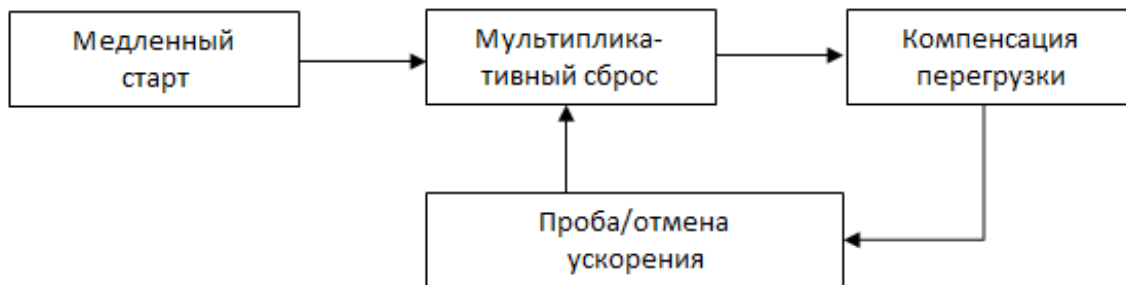 Медленный
старт
Мультиплика-
тивный сброс
Компенсация
перегрузки
Проба/отмена
ускорения